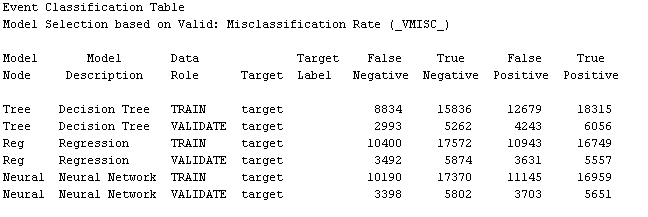 Event Classification Table
Model Selection based on Valid: Misclassification Rate (_VMISC_)
Model Model Data Target False True False True
Node Description Role Target Label Negative Negative Positive Positive
Tree Decision Tree TRAIN target 8834 15836 12679 18315
Tree Decision Tree VALIDATE target 2993 5262 4243 6056
Reg Regression TRAIN target 10400 17572 10943 16749
Reg Regression VALIDATE target 3492 5874 3631 5557
Neural Neural Network TRAIN target 10190 17370 11145 16959
Neural Neural Network VALIDATE target 3398 5802 3703 5651